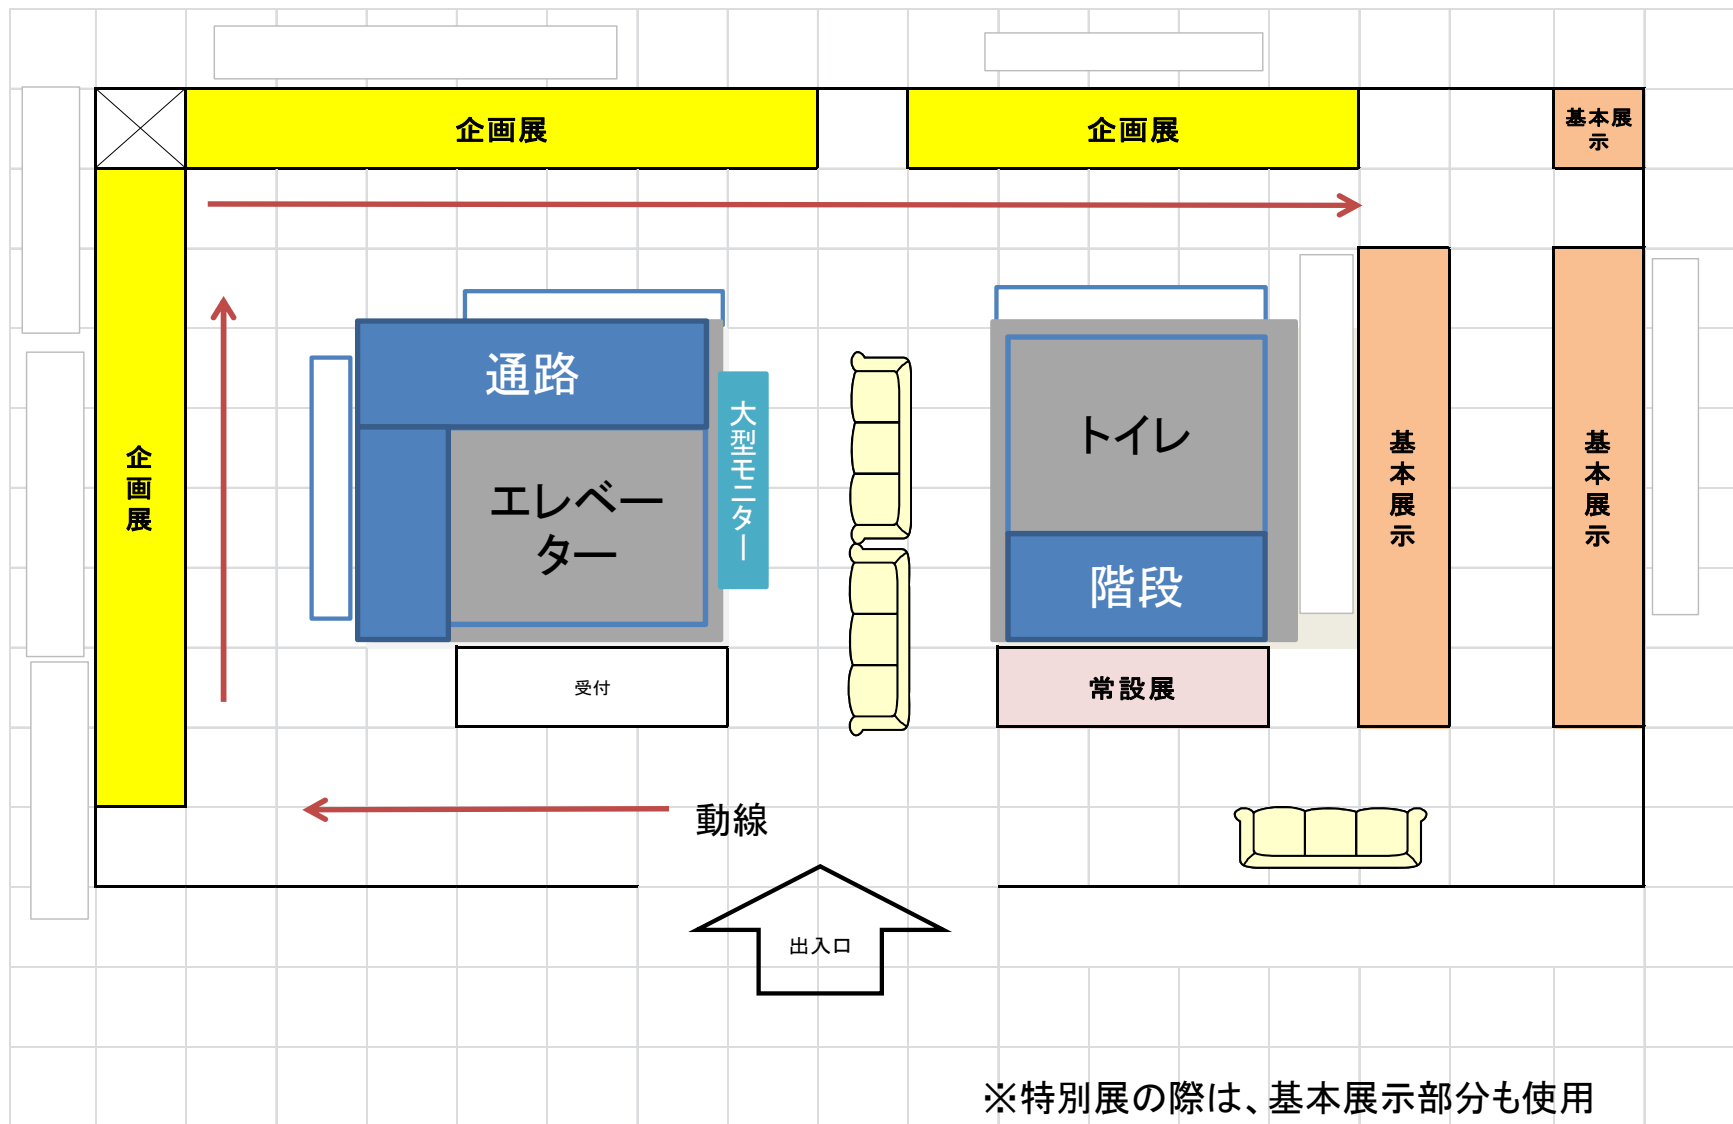 企画展
企画展
基本展
示
通路
大型モニター
トイレ
企画展
エレベー
ター
基本展示
基本展示
階段
受付
常設展
動線
出入口
※特別展の際は、基本展示部分も使用